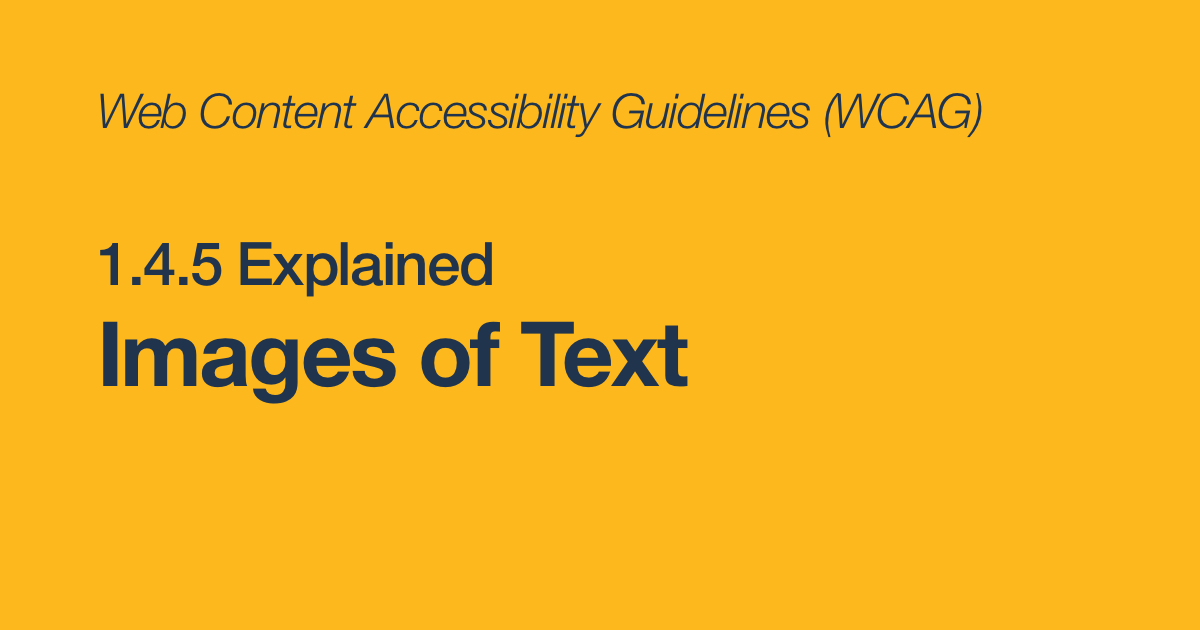 Web Content Accessibility Guidelines (WCAG)
1.4.5 Explained
Images of Text